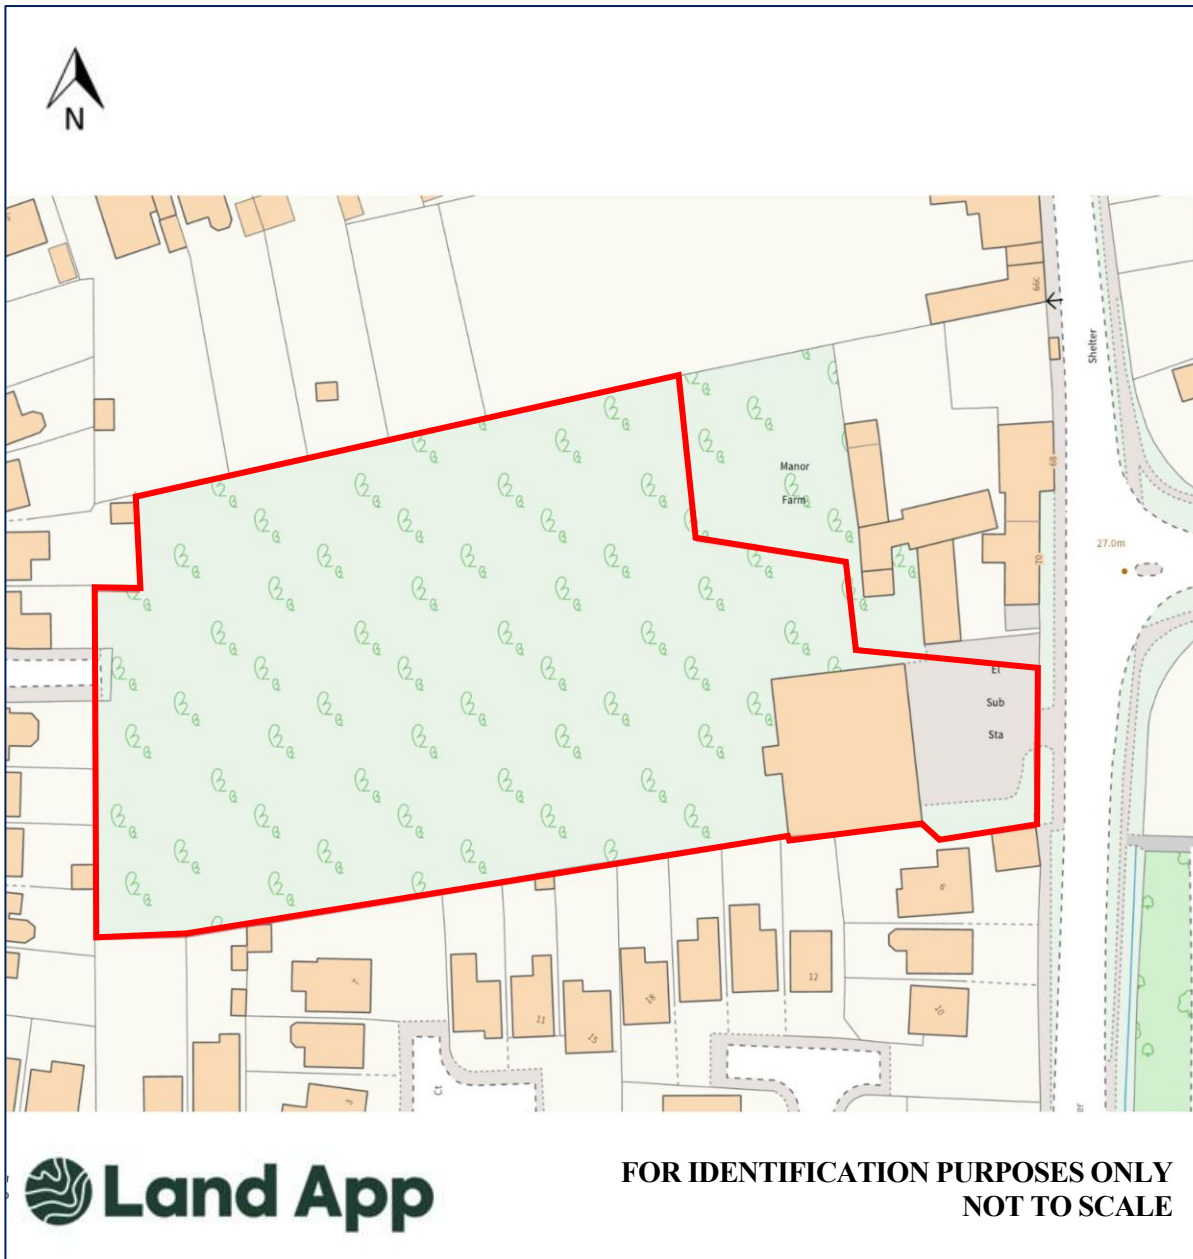 N
66c
Shelter
Manor
Farm
68
27.0m
70
El
Sub
Sta
6
12
7
18
11
10
15
Ct
3
Land App
FOR IDENTIFICATION PURPOSES ONLY
NOT TO SCALE